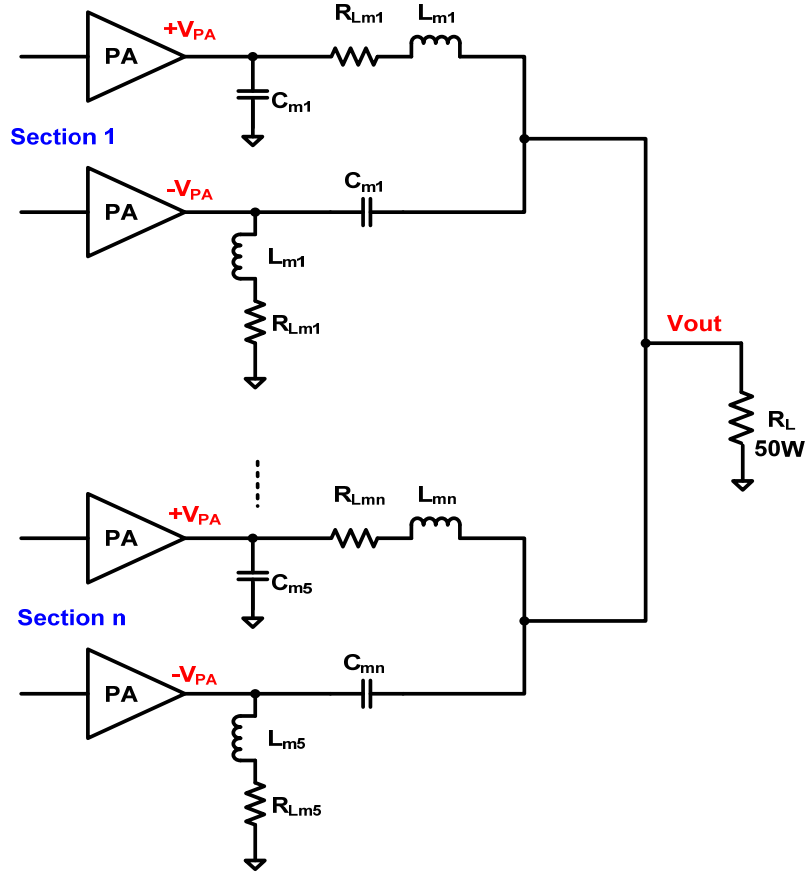 +VPA
RLm1
Lm1
PA
Cm1
Section 1
-VPA
Cm1
PA
Lm1
RLm1
Vout
RL
50W
+VPA
RLmn
Lmn
PA
Cm5
Section n
-VPA
Cmn
PA
Lm5
RLm5